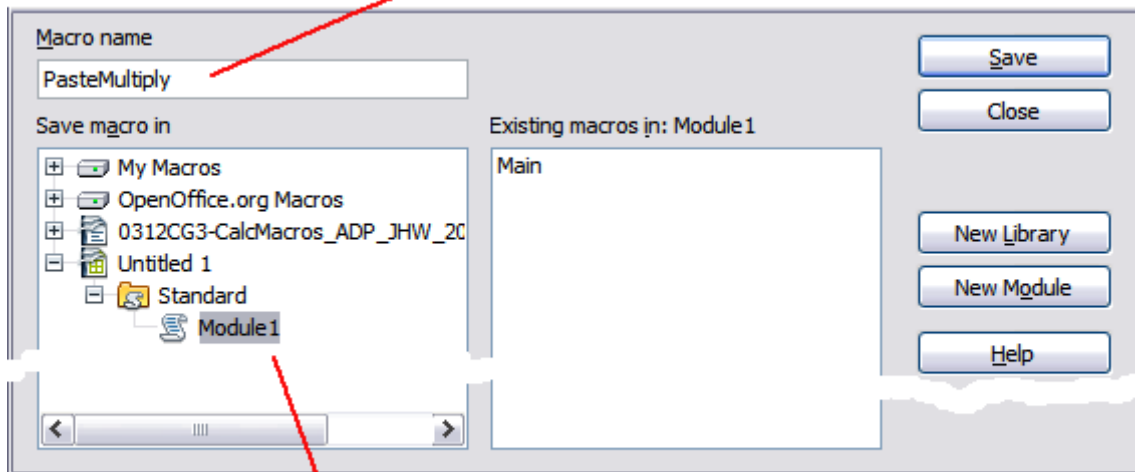 Macro name
PasteMultiply
Save macro in
My Macros
OpenOffice.org Macros
0312CG3-CalcMacros_ADP_JHW_20
Untitled 1
Standard
Module1
Existing macros in: Module1
Main
Save
Close
New Library
New Module
Help